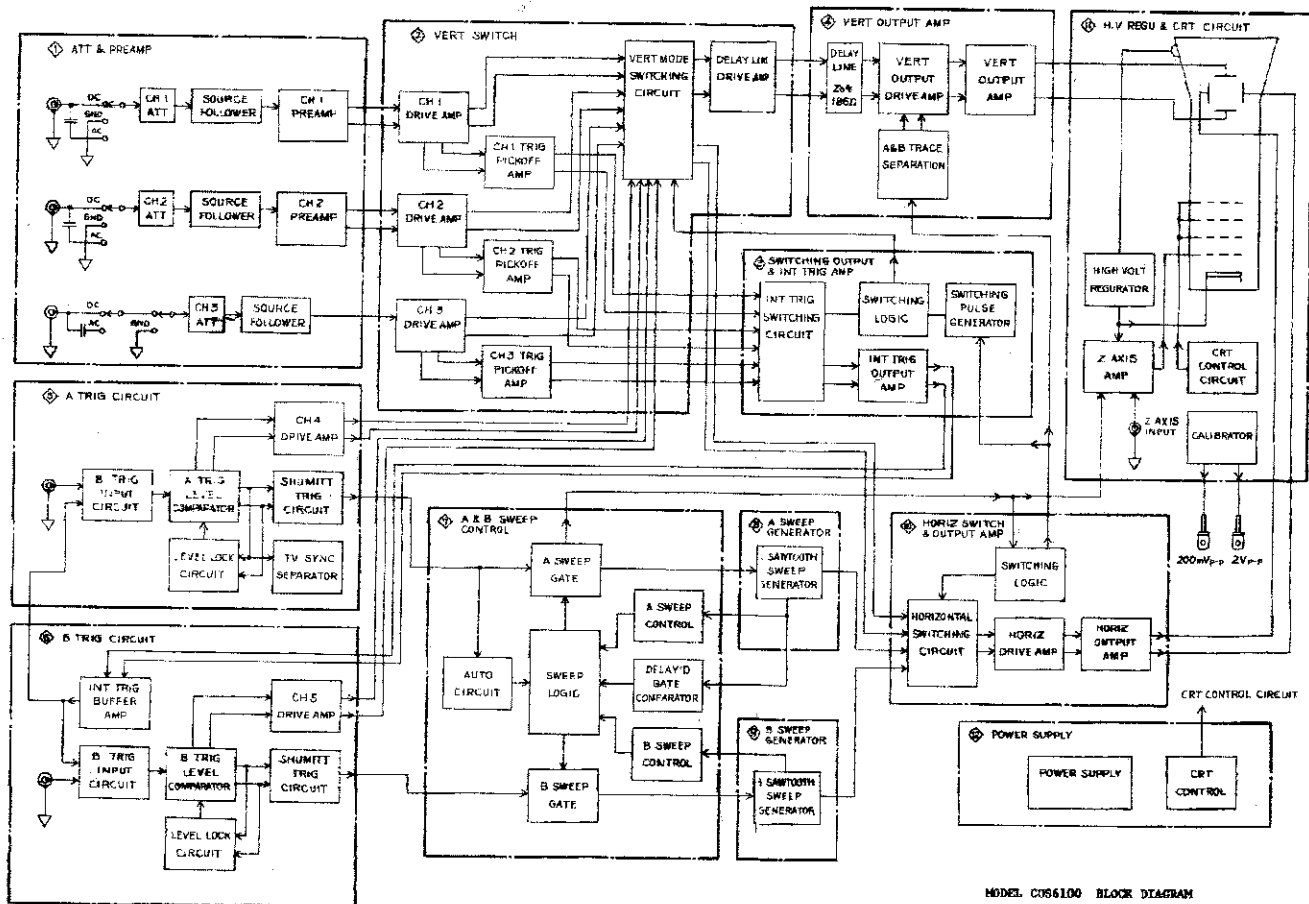 ① ATT & PREAMP
DC
GND
AC
CH 1
ATT
SOURCE
FOLLOWER
CH 1
PREAMP
DC
GND
AC
CH 2
ATT
SOURCE
FOLLOWER
CH 2
PREAMP
DC
AC
GND
CH 3
ATT
SOURCE
FOLLOWER
② VERT SWITCH
CH 1
DRIVE AMP
CH 1 TRIG
PICKOFF
AMP
CH 2
DRIVE AMP
CH 2 TRIG
PICKOFF
AMP
CH 3
DRIVE AMP
CH 3 TRIG
PICKOFF
AMP
VERT MODE
SWITCHING
CIRCUIT
DELAY LIN
DRIVE AMP
VERT OUTPUT AMP
DELAY
LINE
VERT
OUTPUT
DRIVE AMP
VERT
OUTPUT
AMP
A&B TRACE
SEPARATION
SWITCHING OUTPUT
& INT TRIG AMP
INT TRIG
SWITCHING
CIRCUIT
SWITCHING
LOGIC
SWITCHING
PULSE
GENERATOR
INT TRIG
OUTPUT
AMP
H.V REGU & CRT CIRCUIT
HIGH VOLT
REGURATOR
Z AXIS
AMP
CRT
CONTROL
CIRCUIT
Z AXIS
INPUT
CALIBRATOR
200mVP-P 2VP-P
⑤ A TRIG CIRCUIT
CH 4
DRIVE AMP
B TRIG
INPUT
CIRCUIT
A TRIG
LEVEL
COMPARATOR
SHUMITT
TRIG
CIRCUIT
LEVEL LOCK
CIRCUIT
TV SYNC
SEPARATOR
⑥ B TRIG CIRCUIT
INT TRIG
BUFFER
AMP
CH 5
DRIVE AMP
B TRIG
INPUT
CIRCUIT
B TRIG
LEVEL
COMPARATOR
SHUMITT
TRIG
CIRCUIT
LEVEL LOCK
CIRCUIT
⑦ A & B SWEEP
CONTROL
A SWEEP
GATE
A SWEEP
CONTROL
AUTO
CIRCUIT
SWEEP
LOGIC
DELAY'D
GATE
COMPARATOR
B SWEEP
CONTROL
B SWEEP
GATE
⑧ A SWEEP
GENERATOR
SAWTOOTH
SWEEP
GENERATOR
⑨ B SWEEP
GENERATOR
SAWTOOTH
SWEEP
GENERATOR
HORIZ SWITCH
& OUTPUT AMP
SWITCHING
LOGIC
HORIZONTAL
SWITCHING
CIRCUIT
HORIZ
DRIVE AMP
HORIZ
OUTPUT
AMP
CRT CONTROL CIRCUIT
POWER SUPPLY
POWER SUPPLY
CRT
CONTROL
MODEL COS6100 BLOCK DIAGRAM